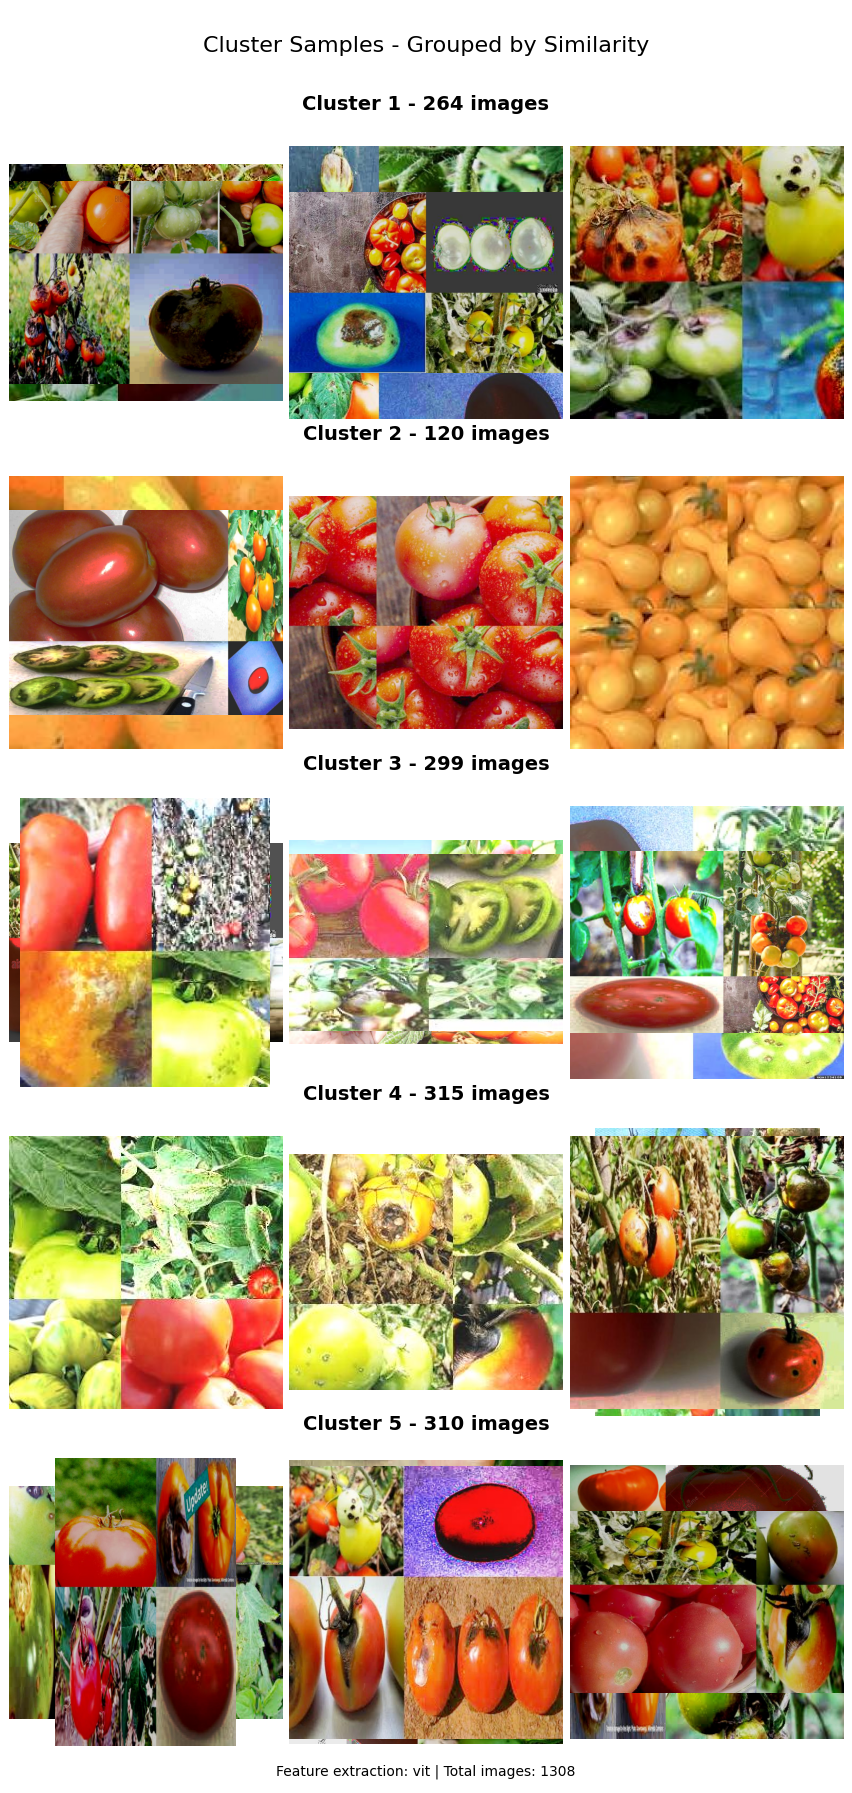 Cluster Samples - Grouped by Similarity
Cluster 1 - 264 images
Cluster 2 - 120 images
Cluster 3 - 299 images
Cluster 4 - 315 images
Cluster 5 - 310 images
Update!
Feature extraction: vit | Total images: 1308